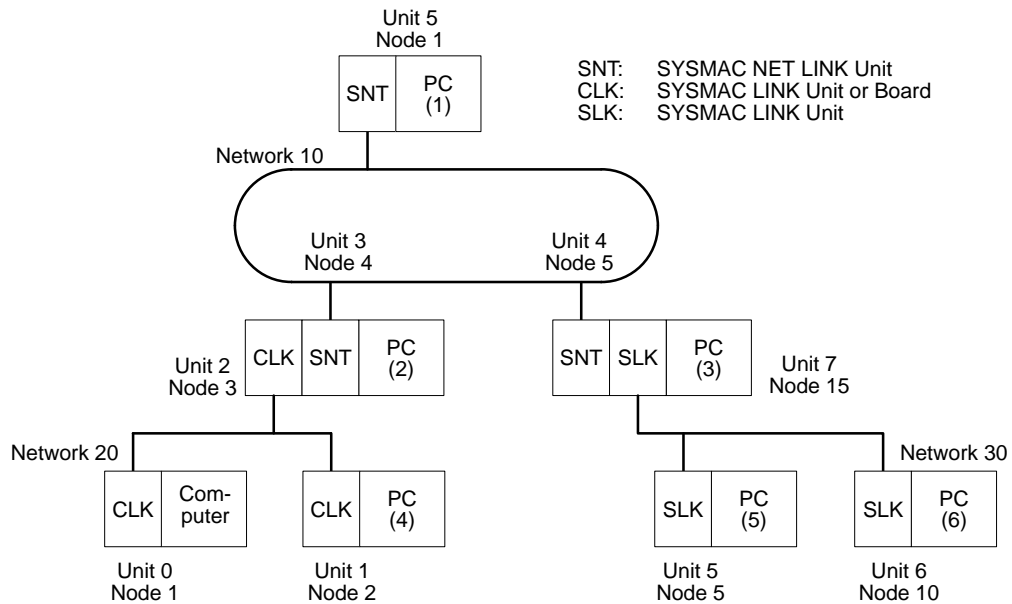 Unit 5
Node 1
SNT
PC
(1)
SNT: SYSMAC NET LINK Unit
CLK: SYSMAC LINK Unit or Board
SLK: SYSMAC LINK Unit
Network 10
Unit 3
Node 4
Unit 4
Node 5
Unit 2
Node 3
CLK
SNT
PC
(2)
SNT
SLK
PC
(3)
Unit 7
Node 15
Network 20
CLK
Com-
puter
CLK
PC
(4)
Network 30
SLK
PC
(5)
SLK
PC
(6)
Unit 0
Node 1
Unit 1
Node 2
Unit 5
Node 5
Unit 6
Node 10